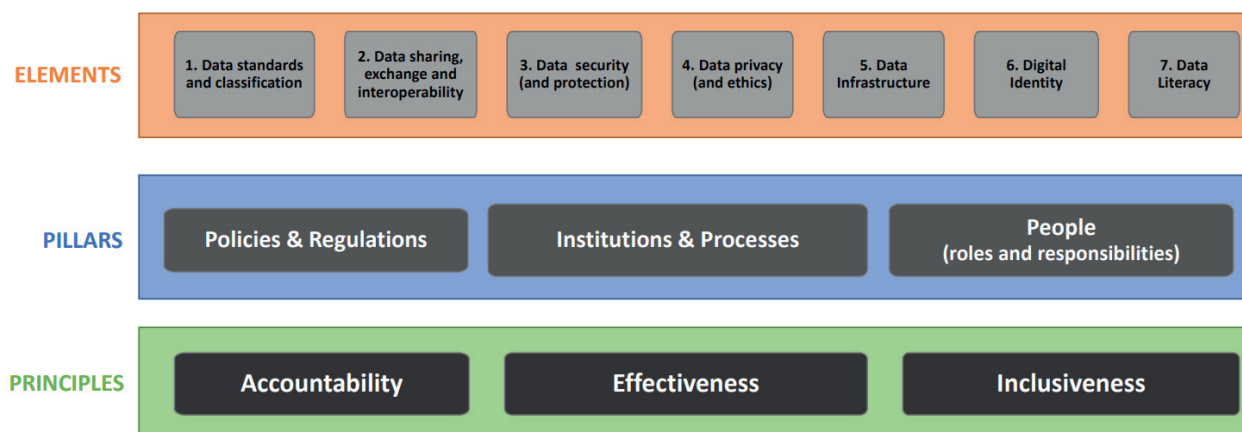 ELEMENTS
1. Data standards
and classification
2. Data sharing,
exchange and
interoperability
3. Data security
(and protection)
4. Data privacy
(and ethics)
5. Data
Infrastructure
6. Digital
Identity
7. Data
Literacy
PILLARS
Policies & Regulations
Institutions & Processes
People
(roles and responsibilities)
PRINCIPLES
Accountability
Effectiveness
Inclusiveness